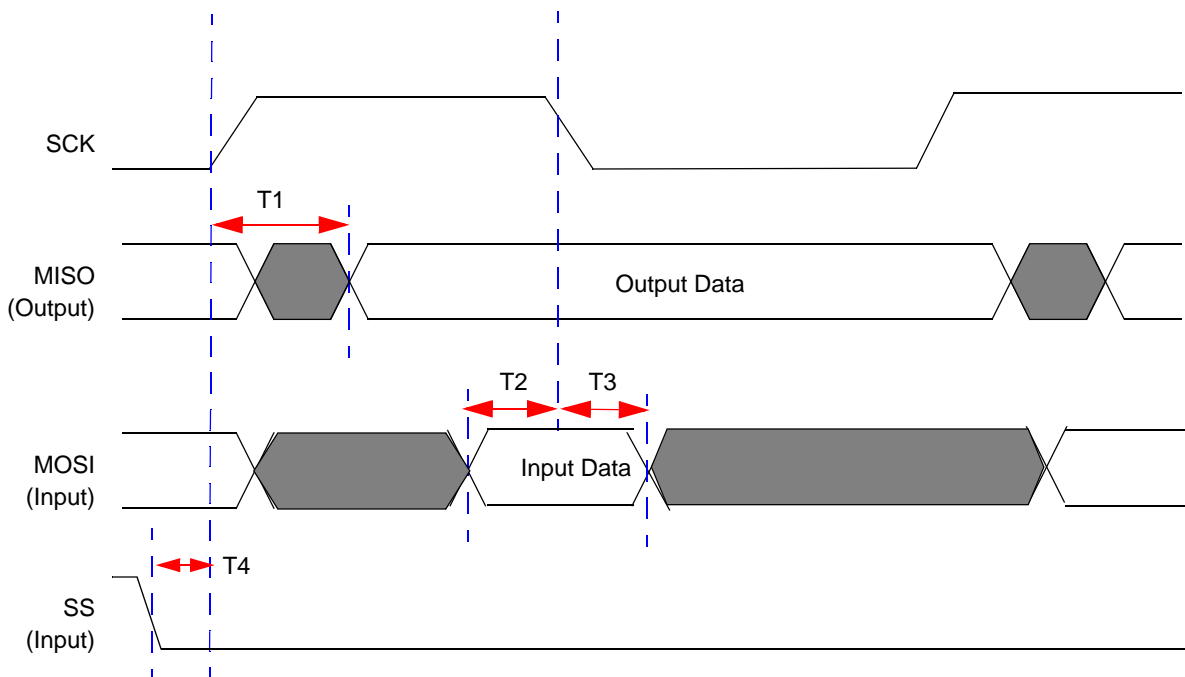 SCK
T1
MISO
(Output)
Output Data
T2
T3
MOSI
(Input)
Input Data
T4
SS
(Input)